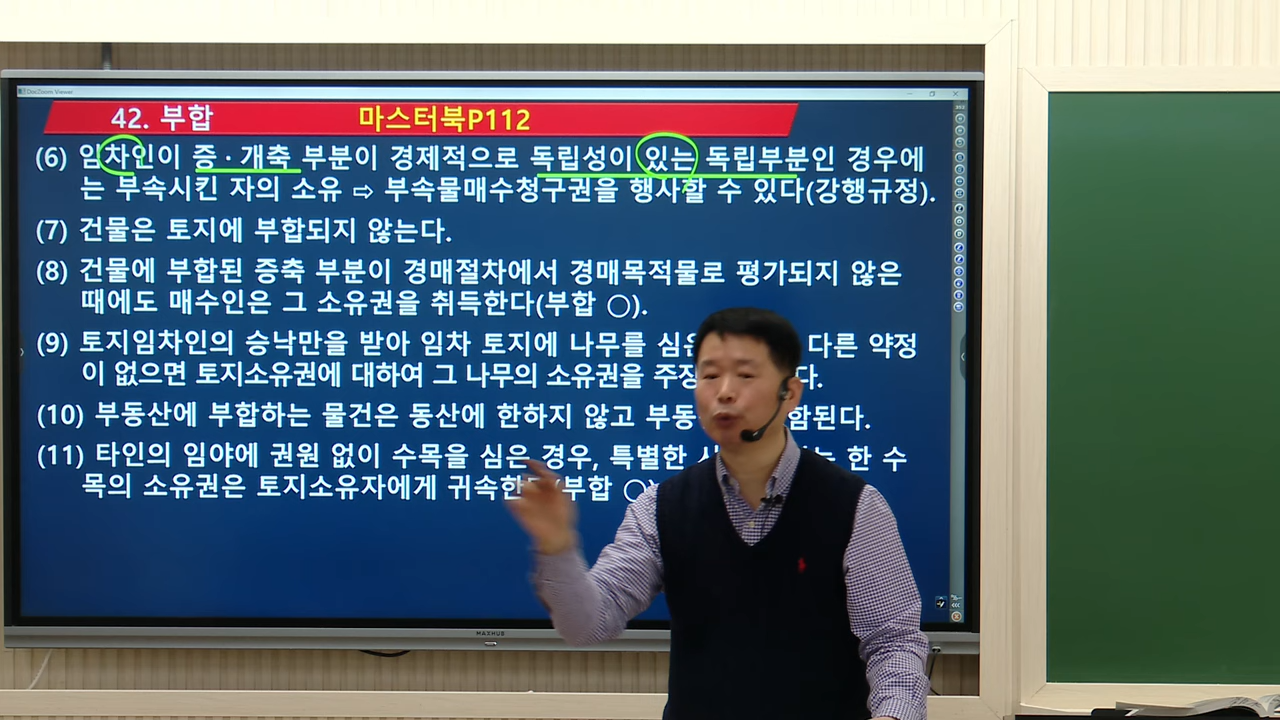 DocZoom Viewer
42. 부합 마스터북P112
(6) 임차인이 증·개축 부분이 경제적으로 독립성이 있는 독립부분인 경우에
는 부속시킨 자의 소유 ⇨ 부속물매수청구권을 행사할 수 있다(강행규정).
(7) 건물은 토지에 부합되지 않는다.
(8) 건물에 부합된 증축 부분이 경매절차에서 경매목적물로 평가되지 않은
때에도 매수인은 그 소유권을 취득한다(부합 ○).
(9) 토지임차인의 승낙만을 받아 임차 토지에 나무를 심은 다른 약정
이 없으면 토지소유권에 대하여 그 나무의 소유권을 주장 다.
(10) 부동산에 부합하는 물건은 동산에 한하지 않고 부동 함된다.
(11) 타인의 임야에 권원 없이 수목을 심은 경우, 특별한 는 한 수
목의 소유권은 토지소유자에게 귀속한다(부합 ○)
MAXHUB